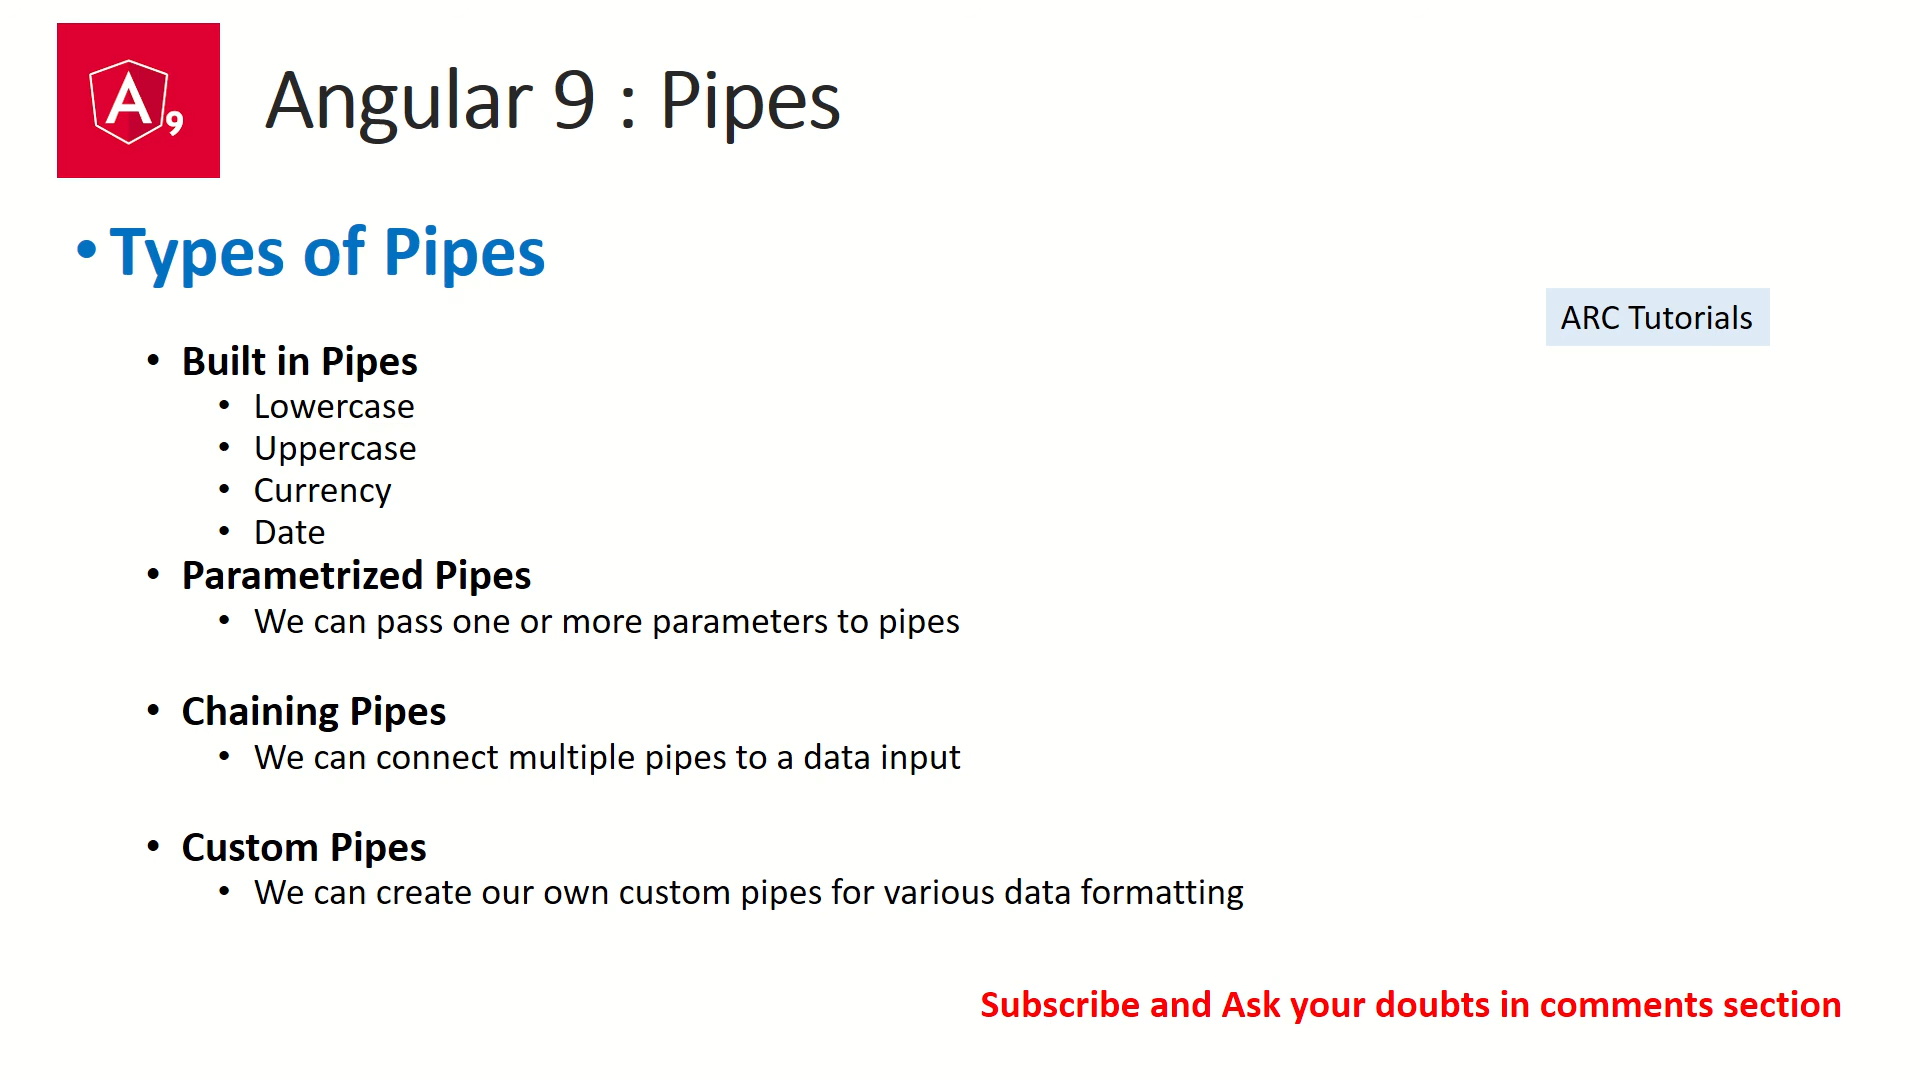 A9
Angular 9 : Pipes
• Types of Pipes
ARC Tutorials
• Built in Pipes
• Lowercase
• Uppercase
• Currency
• Date
• Parametrized Pipes
• We can pass one or more parameters to pipes
• Chaining Pipes
• We can connect multiple pipes to a data input
• Custom Pipes
• We can create our own custom pipes for various data formatting
Subscribe and Ask your doubts in comments section